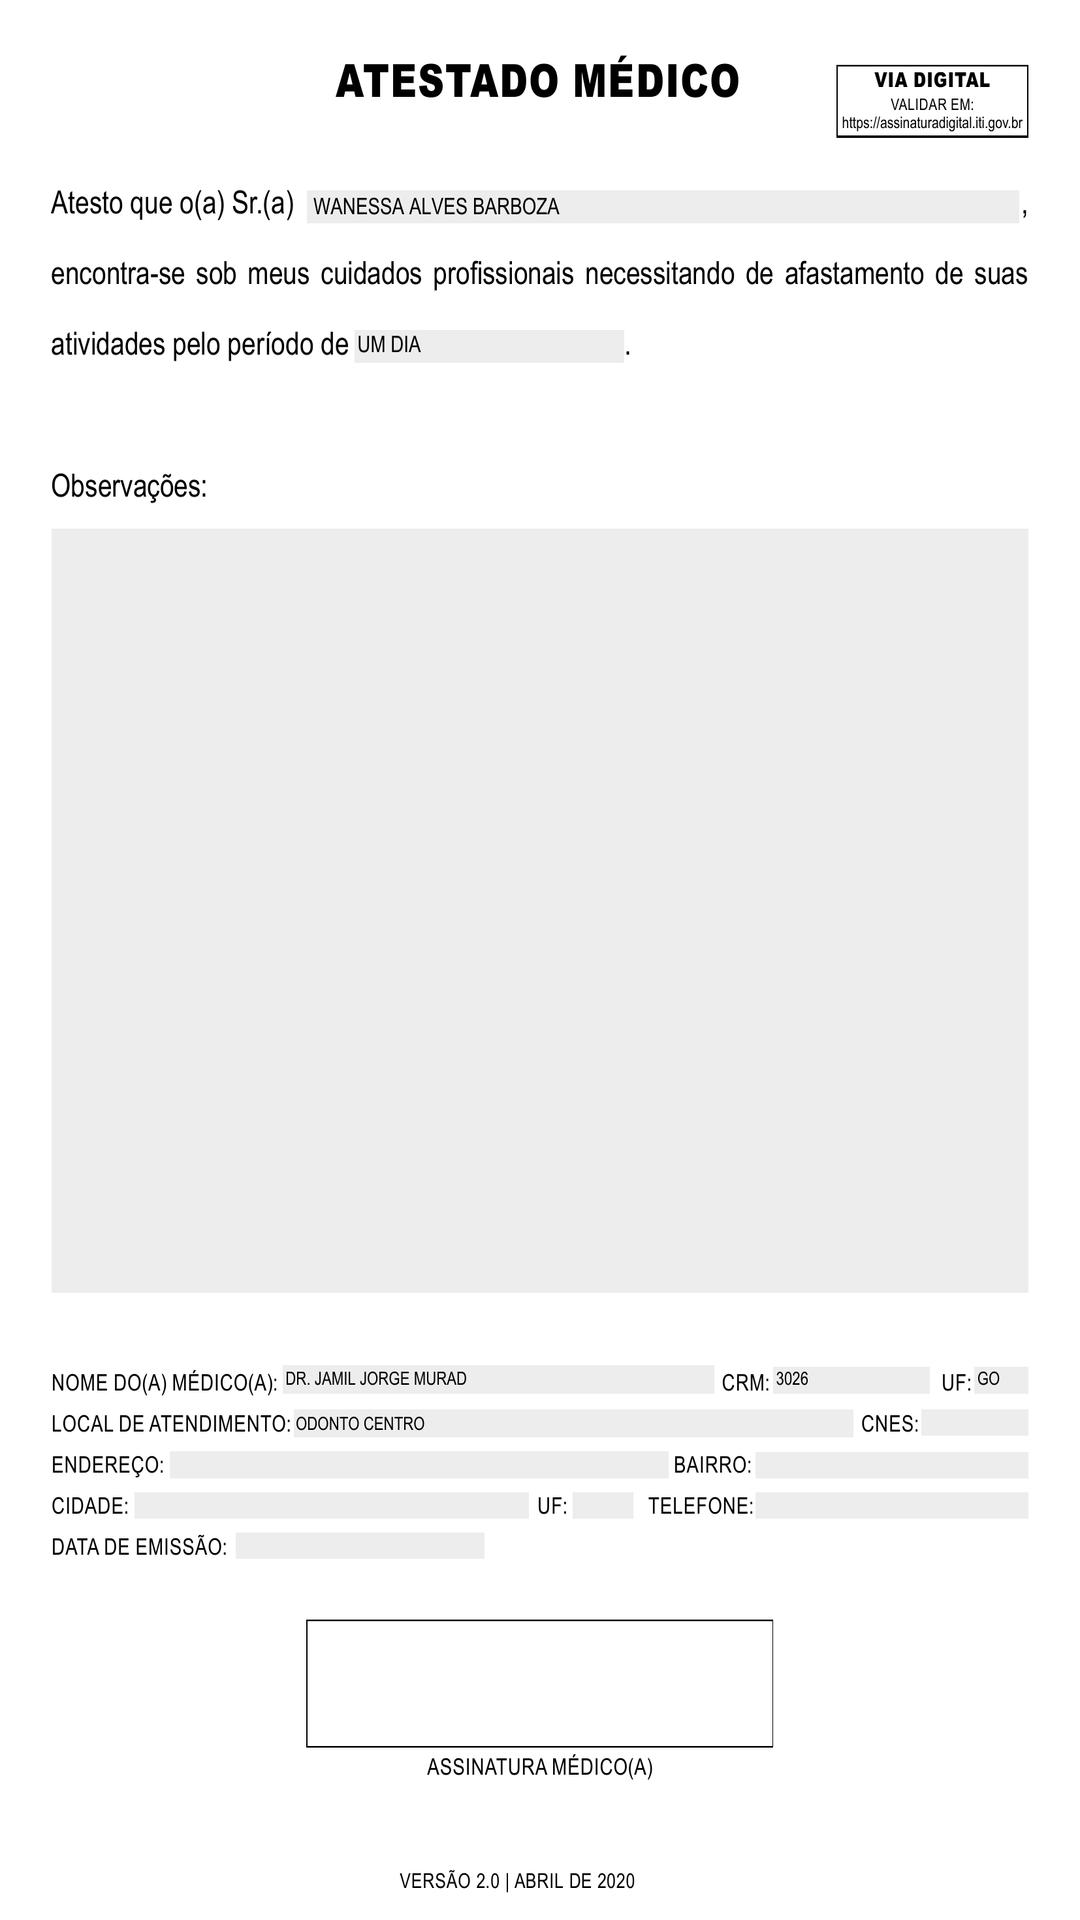 ATESTADO MÉDICO
VIA DIGITAL
VALIDAR EM:
https://assinaturadigital.iti.gov.br
Atesto que o(a) Sr.(a) WANESSA ALVES BARBOZA,
encontra-se sob meus cuidados profissionais necessitando de afastamento de suas
atividades pelo período de UM DIA.
Observações:
NOME DO(A) MÉDICO(A): DR. JAMIL JORGE MURAD CRM: 3026 UF: GO
LOCAL DE ATENDIMENTO: ODONTO CENTRO CNES:
ENDEREÇO: BAIRRO:
CIDADE: UF: TELEFONE:
DATA DE EMISSÃO:
ASSINATURA MÉDICO(A)
VERSÃO 2.0 | ABRIL DE 2020